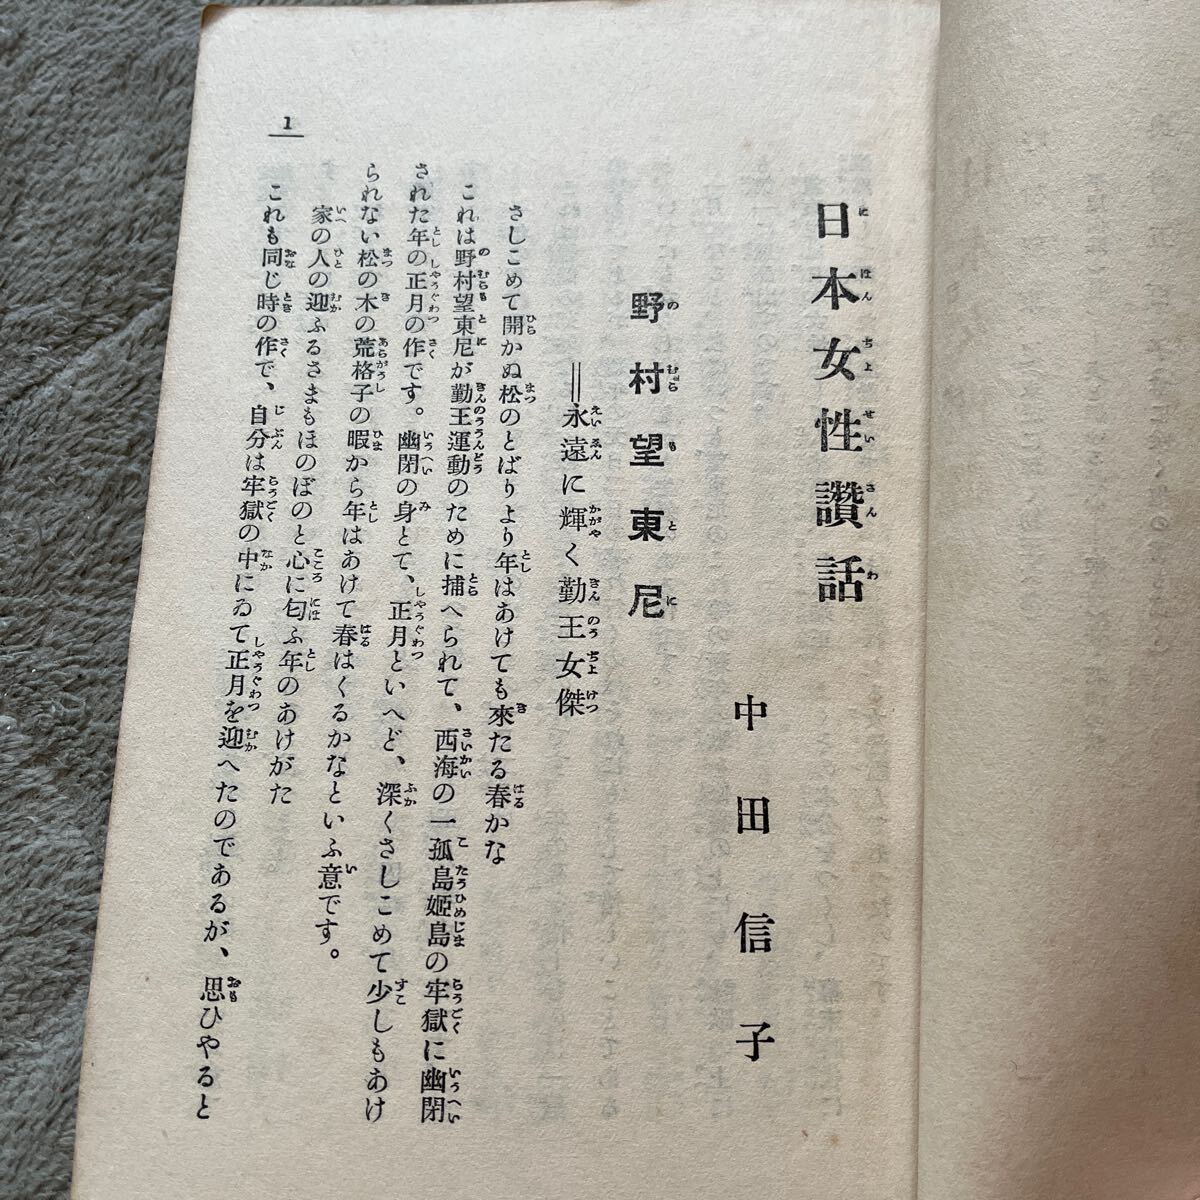 日本女性讃話
中田信子
野村望東尼
＝永遠に輝く勤王女傑
さしこめて開かぬ松のとばりより年はあけても來たる春かな
これは野村望東尼が勤王運動のために捕へられて、西海の一孤島姫島の牢獄に幽閉
された年の正月の作です。幽閉の身とて、正月といへど、深くさしこめて少しもあけ
られない松の木の荒格子の暇から年はあけて春はくるかなといふ意です。
家の人の迎ふるさまもほのぼのと心に匂ふ年のあけがた
これも同じ時の作で、自分は牢獄の中にゐて正月を迎へたのであるが、思ひやると
1